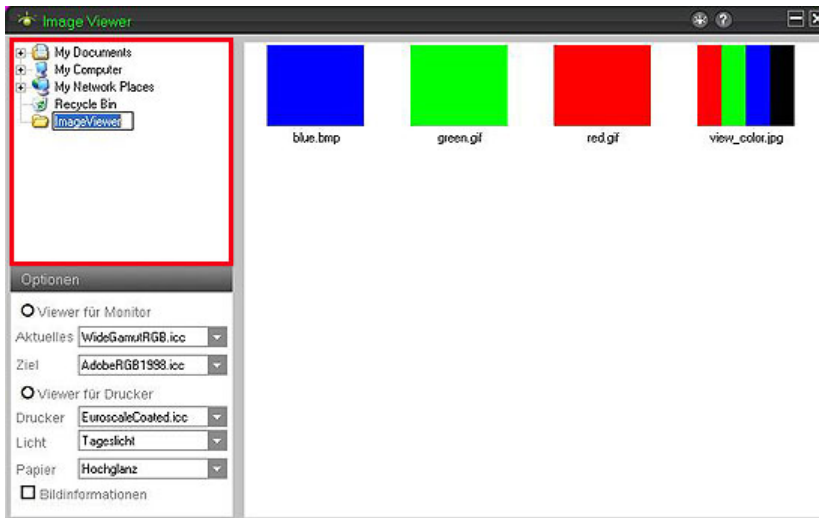 Image Viewer
My Documents
My Computer
My Network Places
Recycle Bin
ImageViewer
blue.bmp
green.gif
red.gif
view_color.jpg
Optionen
Viewer für Monitor
Aktuelles WideGamutRGB.icc
Ziel AdobeRGB1998.icc
Viewer für Drucker
Drucker EuroscaleCoated.icc
Licht Tageslicht
Papier Hochglanz
Bildinformationen